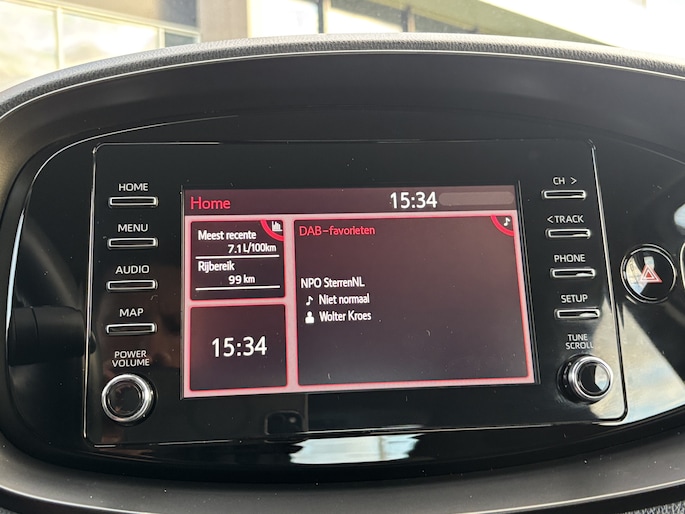 HOME
MENU
AUDIO
MAP
POWER
VOLUME
Home
15:34
Meest recente
7.1L/100km
Rijbereik
99 km
15:34
DAB-favorieten
NPO SterrenNL
Niet normaal
Wolter Kroes
CH >
< TRACK
PHONE
SETUP
TUNE
SCROLL